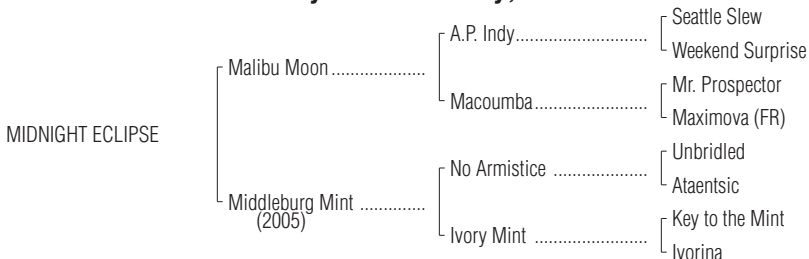 A.P. Indy
Seattle Slew
Weekend Surprise
Malibu Moon
Macoumba
Mr. Prospector
Maximova (FR)
MIDNIGHT ECLIPSE
No Armistice
Unbridled
Ataentsic
Middleburg Mint
(2005)
Ivory Mint
Key to the Mint
Ivorina